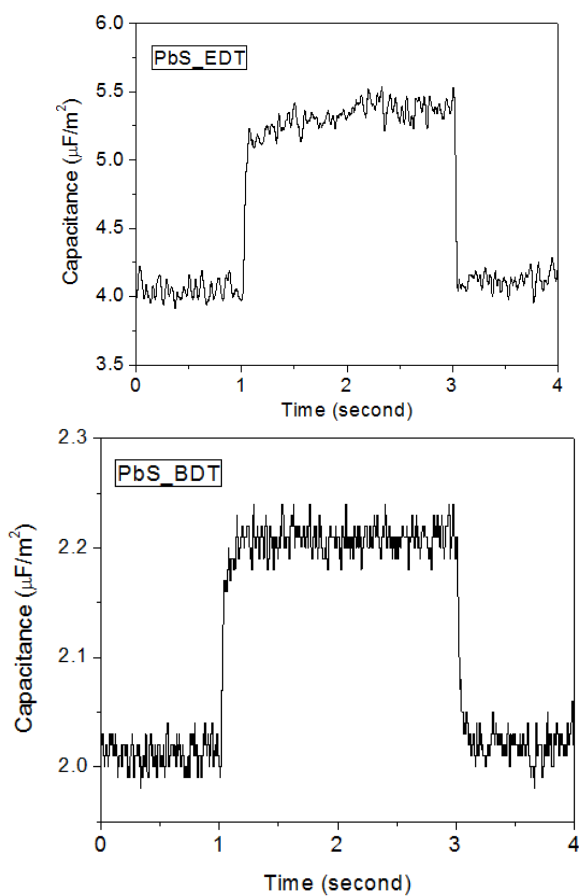 6.0
PbS_EDT
5.5
5.0
4.5
4.0
3.5
Capacitance (μF/m²)
0 1 2 3 4
Time (second)
2.3
PbS_BDT
2.2
2.1
2.0
Capacitance (μF/m²)
0 1 2 3 4
Time (second)